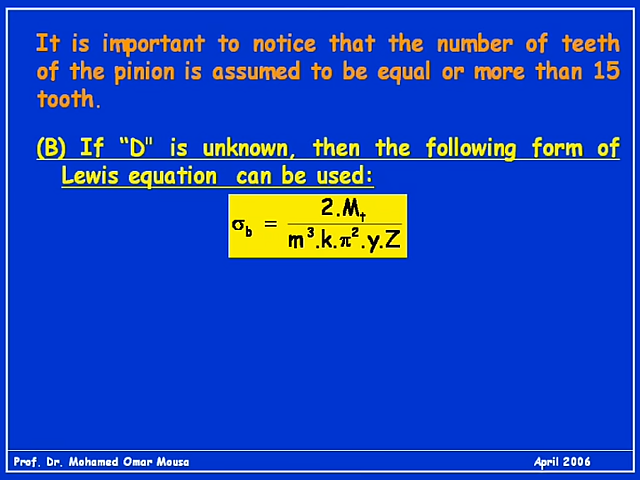 It is important to notice that the number of teeth
of the pinion is assumed to be equal or more than 15
tooth.
(B) If “D" is unknown, then the following form of
Lewis equation can be used:
σb = 2.Mt / m³.k.π².y.Z
Prof. Dr. Mohamed Omar Mousa April 2006